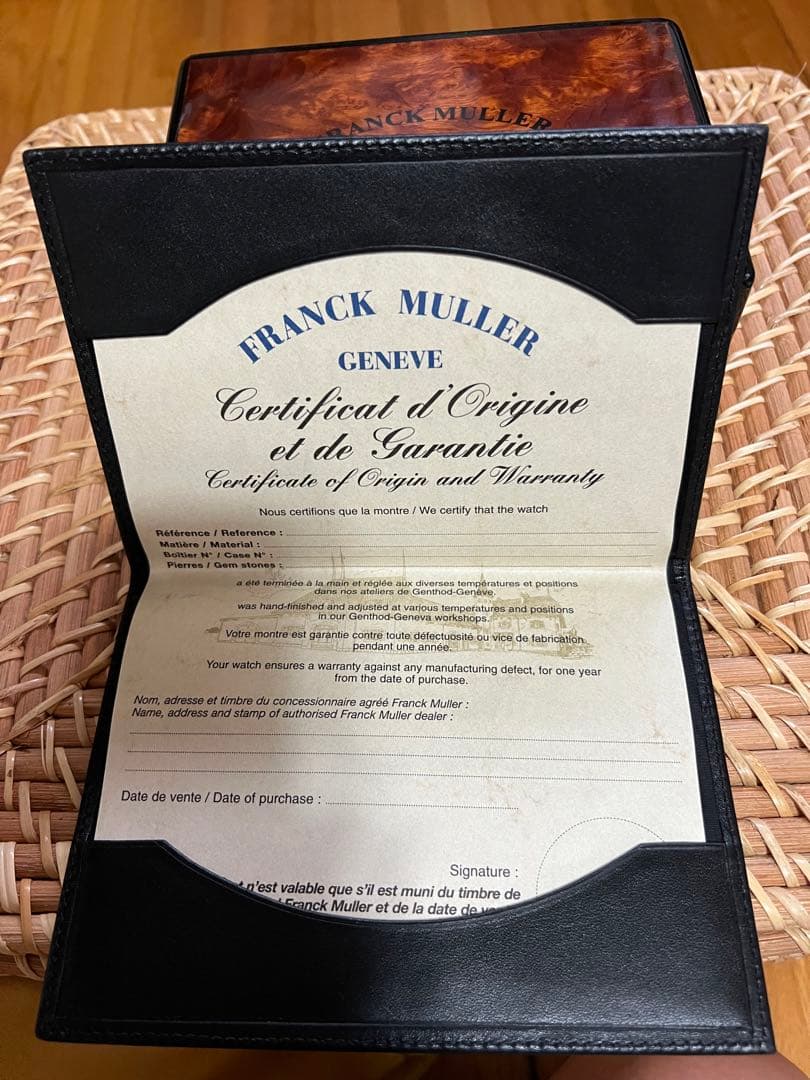 FRANCK MULLER
FRANCK MULLER
GENEVE
Certificat d'Origine
et de Garantie
Certificate of Origin and Warranty
Nous certifions que la montre / We certify that the watch
Référence / Reference :
Matière / Material :
Boîtier N° / Case N° :
Pierres / Gem stones :
a été terminée à la main et réglée aux diverses températures et positions
dans nos ateliers de Genthod-Genève.
was hand-finished and adjusted at various temperatures and positions
in our Genthod-Geneva workshops.
Votre montre est garantie contre toute défectuosité ou vice de fabrication
pendant une année.
Your watch ensures a warranty against any manufacturing defect, for one year
from the date of purchase.
Nom, adresse et timbre du concessionnaire agréé Franck Muller :
Name, address and stamp of authorised Franck Muller dealer :
Date de vente / Date of purchase :
Signature :
n'est valable que s'il est muni du timbre de
Franck Muller et de la date de